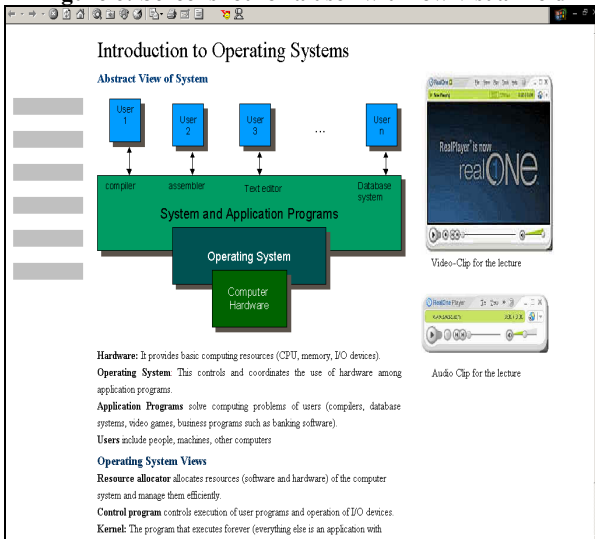 Introduction to Operating Systems
Abstract View of System
User
1
User
2
User
3
...
User
n
compiler
assembler
Text editor
Database
system
System and Application Programs
Operating System
Computer
Hardware
RealPlayer is now
realONE
Video-Clip for the lecture
RealOne Player
Audio Clip for the lecture
Hardware: It provides basic computing resources (CPU, memory, I/O devices).
Operating System: This controls and coordinates the use of hardware among
application programs.
Application Programs solve computing problems of users (compilers, database
systems, video games, business programs such as banking software).
Users include people, machines, other computers
Operating System Views
Resource allocator allocates resources (software and hardware) of the computer
system and manage them efficiently.
Control program controls execution of user programs and operation of I/O devices.
Kernel: The program that executes forever (everything else is an application with